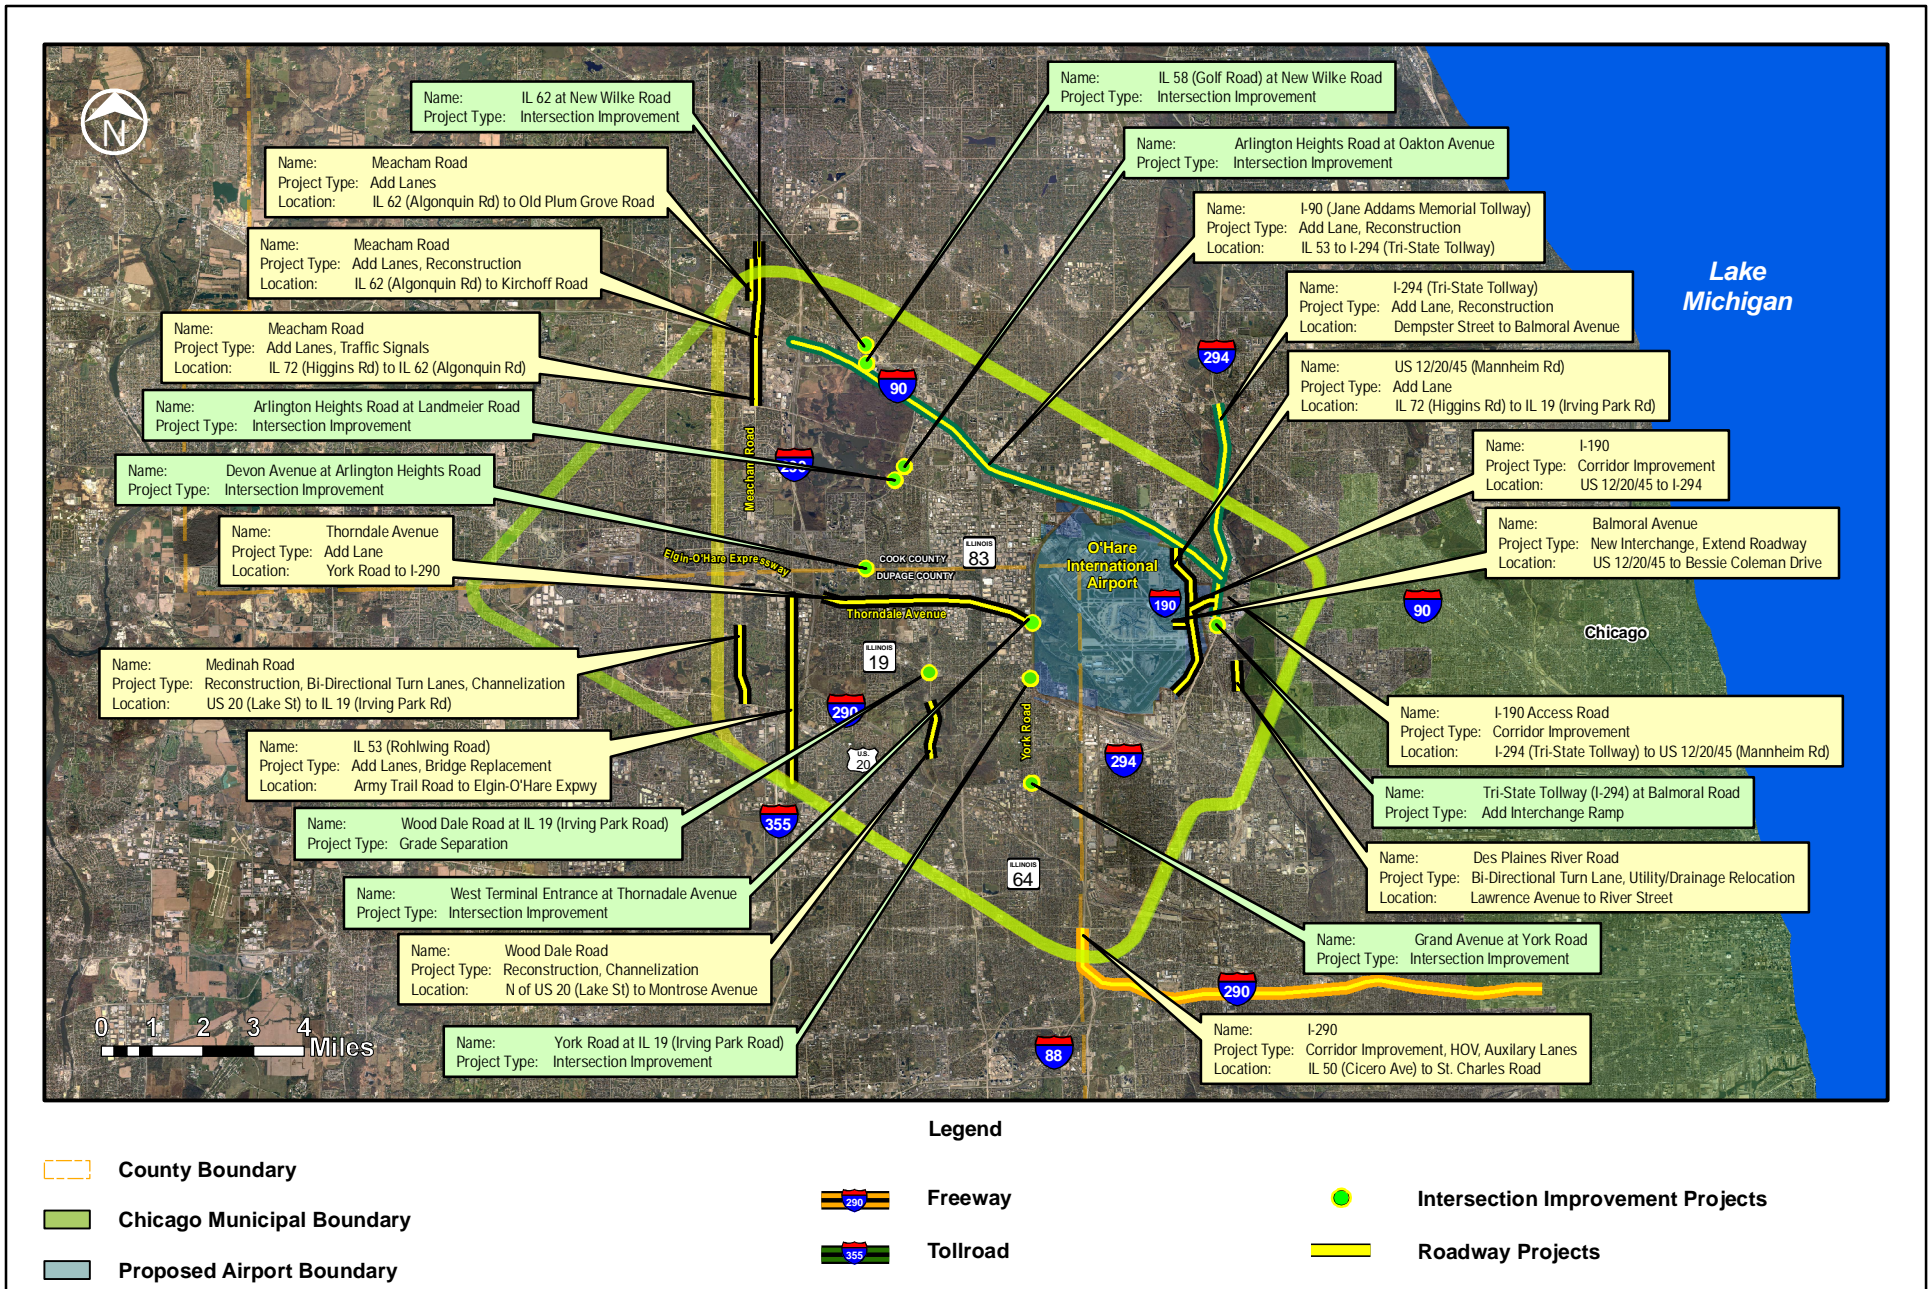 N
Name: IL 62 at New Wilke Road
Project Type: Intersection Improvement
Name: IL 58 (Golf Road) at New Wilke Road
Project Type: Intersection Improvement
Name: Meacham Road
Project Type: Add Lanes
Location: IL 62 (Algonquin Rd) to Old Plum Grove Road
Name: Arlington Heights Road at Oakton Avenue
Project Type: Intersection Improvement
Name: Meacham Road
Project Type: Add Lanes, Reconstruction
Location: IL 62 (Algonquin Rd) to Kirchoff Road
Name: I-90 (Jane Addams Memorial Tollway)
Project Type: Add Lane, Reconstruction
Location: IL 53 to I-294 (Tri-State Tollway)
Name: Meacham Road
Project Type: Add Lanes, Traffic Signals
Location: IL 72 (Higgins Rd) to IL 62 (Algonquin Rd)
Name: I-294 (Tri-State Tollway)
Project Type: Add Lane, Reconstruction
Location: Dempster Street to Balmoral Avenue
Lake
Michigan
Name: Arlington Heights Road at Landmeier Road
Project Type: Intersection Improvement
Name: US 12/20/45 (Mannheim Rd)
Project Type: Add Lane
Location: IL 72 (Higgins Rd) to IL 19 (Irving Park Rd)
Name: Devon Avenue at Arlington Heights Road
Project Type: Intersection Improvement
Name: I-190
Project Type: Corridor Improvement
Location: US 12/20/45 to I-294
Name: Thorndale Avenue
Project Type: Add Lane
Location: York Road to I-290
Name: Balmoral Avenue
Project Type: New Interchange, Extend Roadway
Location: US 12/20/45 to Bessie Coleman Drive
294
90
290
Meacham Road
Elgin-O'Hare Expressway
COOK COUNTY
DUPAGE COUNTY
ILLINOIS
83
O'Hare
International
Airport
190
90
Chicago
Thorndale Avenue
ILLINOIS
19
290
U.S.
20
York Road
294
355
ILLINOIS
64
290
88
Name: Medinah Road
Project Type: Reconstruction, Bi-Directional Turn Lanes, Channelization
Location: US 20 (Lake St) to IL 19 (Irving Park Rd)
Name: I-190 Access Road
Project Type: Corridor Improvement
Location: I-294 (Tri-State Tollway) to US 12/20/45 (Mannheim Rd)
Name: IL 53 (Rohlwing Road)
Project Type: Add Lanes, Bridge Replacement
Location: Army Trail Road to Elgin-O'Hare Expwy
Name: Tri-State Tollway (I-294) at Balmoral Road
Project Type: Add Interchange Ramp
Name: Wood Dale Road at IL 19 (Irving Park Road)
Project Type: Grade Separation
Name: Des Plaines River Road
Project Type: Bi-Directional Turn Lane, Utility/Drainage Relocation
Location: Lawrence Avenue to River Street
Name: West Terminal Entrance at Thornadale Avenue
Project Type: Intersection Improvement
Name: Grand Avenue at York Road
Project Type: Intersection Improvement
Name: Wood Dale Road
Project Type: Reconstruction, Channelization
Location: N of US 20 (Lake St) to Montrose Avenue
Name: York Road at IL 19 (Irving Park Road)
Project Type: Intersection Improvement
Name: I-290
Project Type: Corridor Improvement, HOV, Auxilary Lanes
Location: IL 50 (Cicero Ave) to St. Charles Road
0 1 2 3 4
Miles
Legend
County Boundary
Chicago Municipal Boundary
Proposed Airport Boundary
290
Freeway
355
Tollroad
Intersection Improvement Projects
Roadway Projects